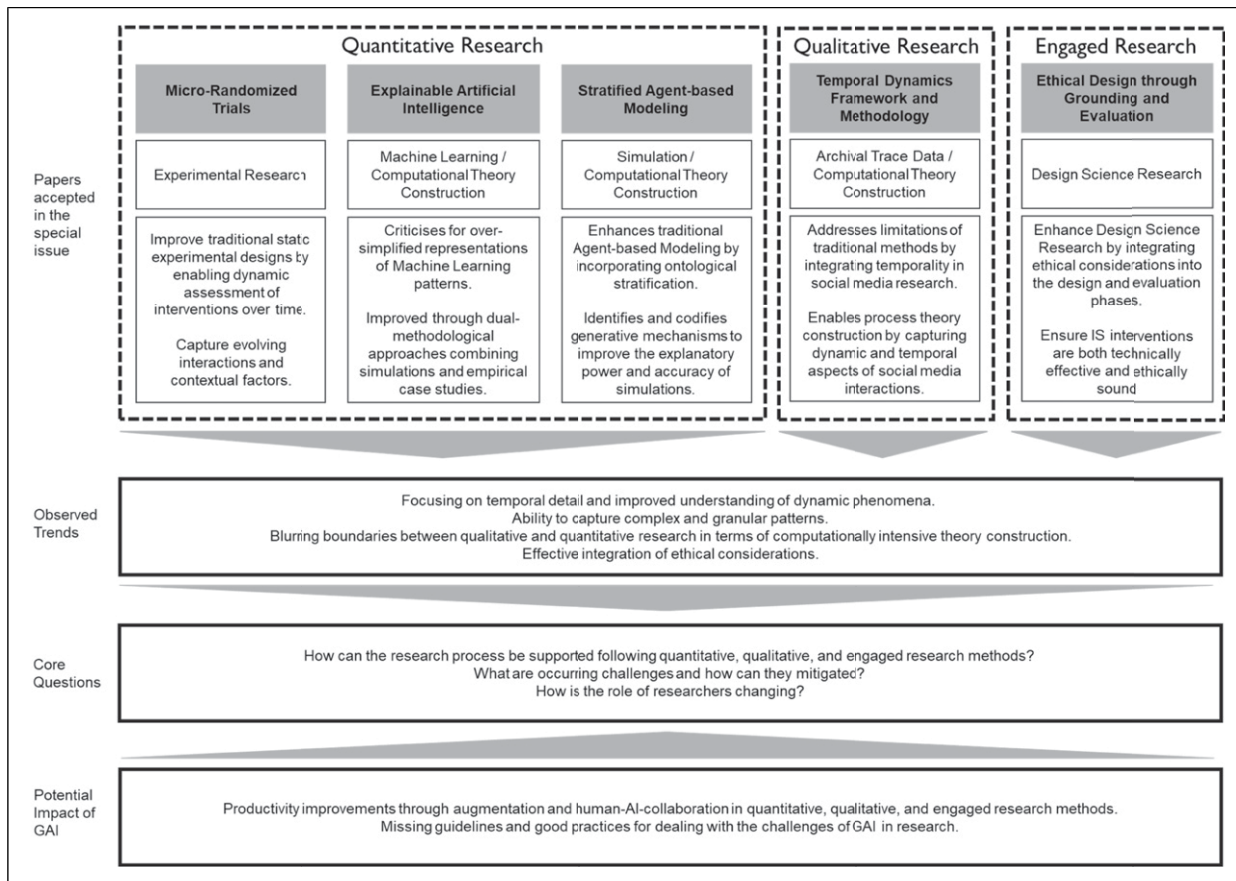 Quantitative Research
Qualitative Research
Engaged Research
Papers
accepted
in the
special
issue
Micro-Randomized
Trials
Experimental Research
Improve traditional static
experimental designs by
enabling dynamic
assessment of
interventions over time.
Capture evolving
interactions and
contextual factors.
Explainable Artificial
Intelligence
Machine Learning /
Computational Theory
Construction
Criticises for over-
simplified representations
of Machine Learning
patterns.
Improved through dual-
methodological
approaches combining
simulations and empirical
case studies.
Stratified Agent-based
Modeling
Simulation /
Computational Theory
Construction
Enhances traditional
Agent-based Modeling by
incorporating ontological
stratification.
Identifies and codifies
generative mechanisms to
improve the explanatory
power and accuracy of
simulations.
Temporal Dynamics
Framework and
Methodology
Archival Trace Data /
Computational Theory
Construction
Addresses limitations of
traditional methods by
integrating temporality in
social media research.
Enables process theory
construction by capturing
dynamic and temporal
aspects of social media
interactions.
Ethical Design through
Grounding and
Evaluation
Design Science Research
Enhance Design Science
Research by integrating
ethical considerations into
the design and evaluation
phases.
Ensure IS interventions
are both technically
effective and ethically
sound
Observed
Trends
Focusing on temporal detail and improved understanding of dynamic phenomena.
Ability to capture complex and granular patterns.
Blurring boundaries between qualitative and quantitative research in terms of computationally intensive theory construction.
Effective integration of ethical considerations.
Core
Questions
How can the research process be supported following quantitative, qualitative, and engaged research methods?
What are occurring challenges and how can they mitigated?
How is the role of researchers changing?
Potential
Impact of
GAI
Productivity improvements through augmentation and human-AI-collaboration in quantitative, qualitative, and engaged research methods.
Missing guidelines and good practices for dealing with the challenges of GAI in research.